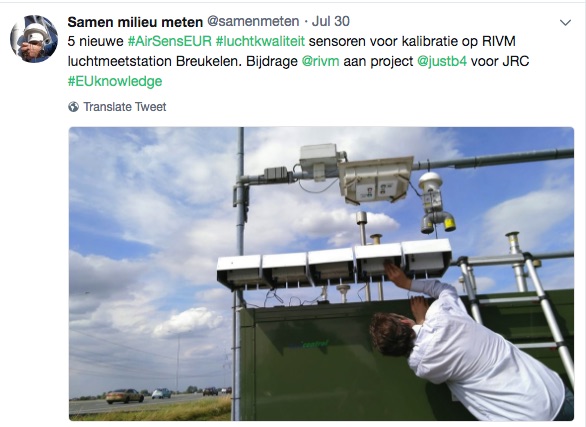 Samen milieu meten @samenmeten · Jul 30
5 nieuwe #AirSensEUR #luchtkwaliteit sensoren voor kalibratie op RIVM
luchtmeetstation Breukelen. Bijdrage @rivm aan project @justb4 voor JRC
#EUknowledge
Translate Tweet